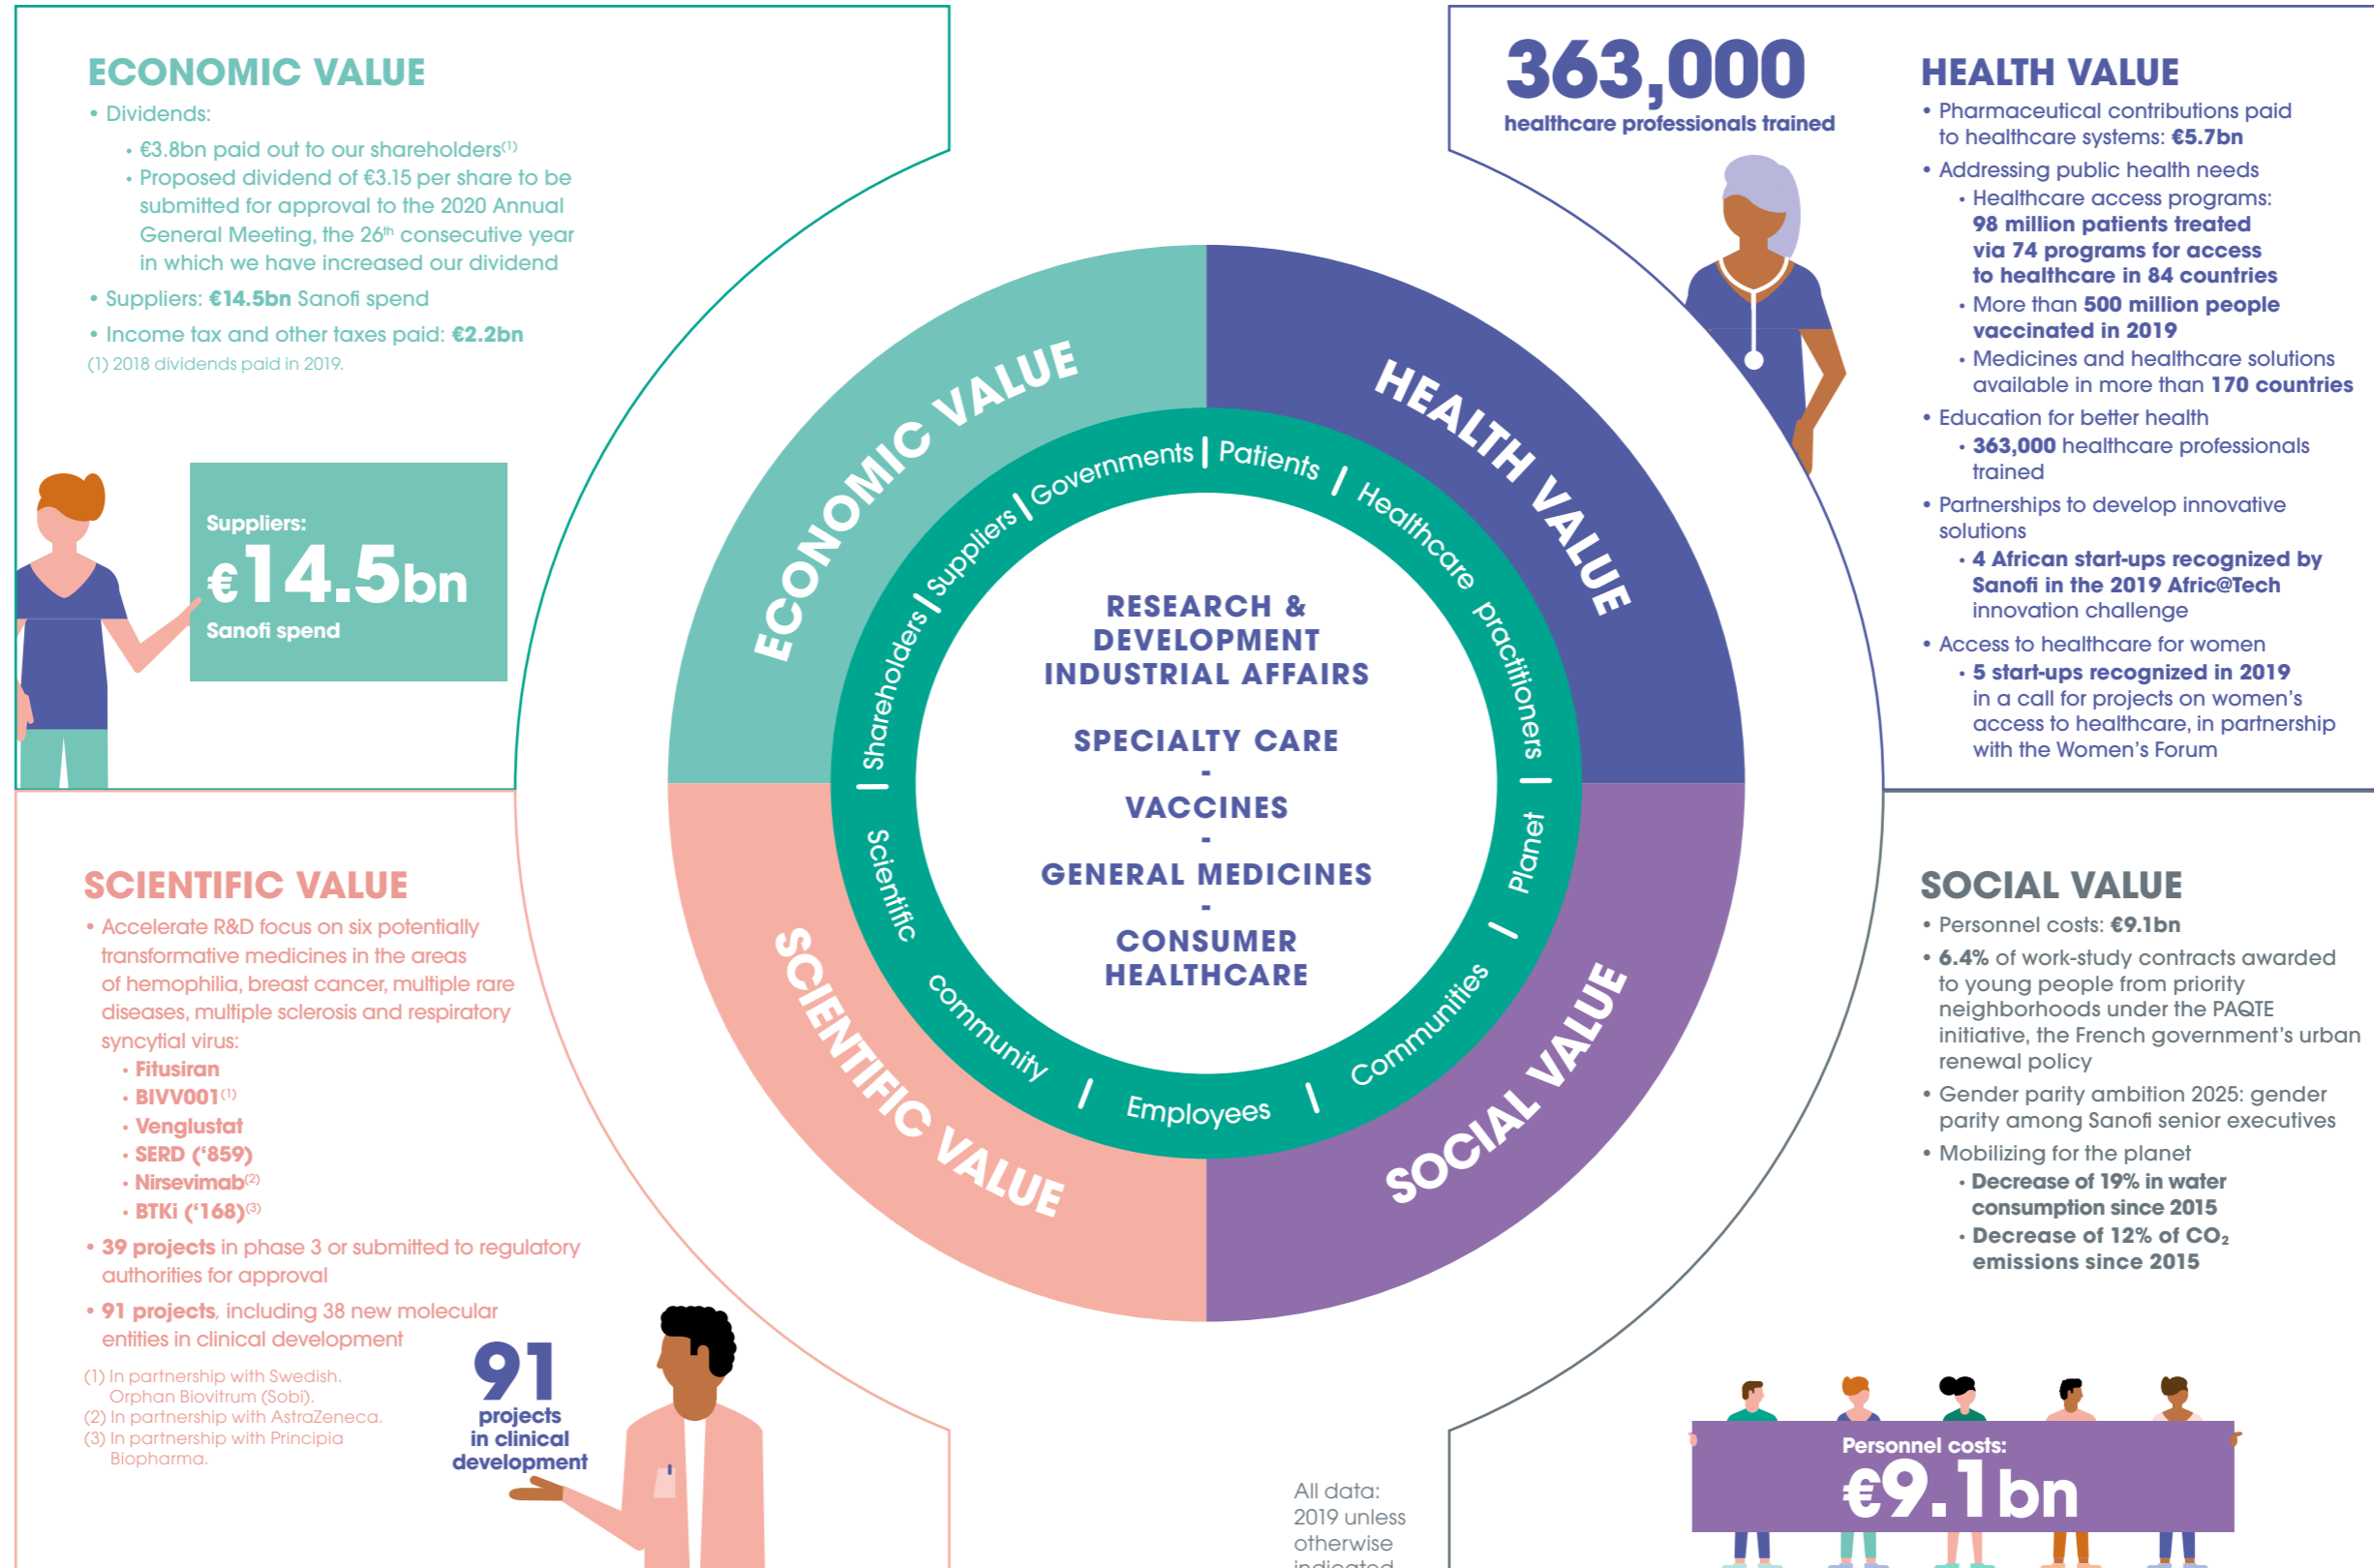 ECONOMIC VALUE
• Dividends:
• €3.8bn paid out to our shareholders(1)
• Proposed dividend of €3.15 per share to be
submitted for approval to the 2020 Annual
General Meeting, the 26th consecutive year
in which we have increased our dividend
• Suppliers: €14.5bn Sanofi spend
• Income tax and other taxes paid: €2.2bn
(1) 2018 dividends paid in 2019.
Suppliers:
€14.5bn
Sanofi spend
363,000
healthcare professionals trained
HEALTH VALUE
• Pharmaceutical contributions paid
to healthcare systems: €5.7bn
• Addressing public health needs
• Healthcare access programs:
98 million patients treated
via 74 programs for access
to healthcare in 84 countries
• More than 500 million people
vaccinated in 2019
• Medicines and healthcare solutions
available in more than 170 countries
• Education for better health
• 363,000 healthcare professionals
trained
• Partnerships to develop innovative
solutions
• 4 African start-ups recognized by
Sanofi in the 2019 Afric@Tech
innovation challenge
• Access to healthcare for women
• 5 start-ups recognized in 2019
in a call for projects on women's
access to healthcare, in partnership
with the Women's Forum
ECONOMIC VALUE
HEALTH VALUE
SCIENTIFIC VALUE
SOCIAL VALUE
| Shareholders | Suppliers | Governments | Patients | Healthcare practitioners | Planet | Communities | Employees | Scientific community
RESEARCH &
DEVELOPMENT
INDUSTRIAL AFFAIRS
SPECIALTY CARE
-
VACCINES
-
GENERAL MEDICINES
-
CONSUMER
HEALTHCARE
SCIENTIFIC VALUE
• Accelerate R&D focus on six potentially
transformative medicines in the areas
of hemophilia, breast cancer, multiple rare
diseases, multiple sclerosis and respiratory
syncytial virus:
• Fitusiran
• BIVV001(1)
• Venglustat
• SERD (‘859)
• Nirsevimab(2)
• BTKi (‘168)(3)
• 39 projects in phase 3 or submitted to regulatory
authorities for approval
• 91 projects, including 38 new molecular
entities in clinical development
(1) In partnership with Swedish.
Orphan Biovitrum (Sobi).
(2) In partnership with AstraZeneca.
(3) In partnership with Principia
Biopharma.
91
projects
in clinical
development
SOCIAL VALUE
• Personnel costs: €9.1bn
• 6.4% of work-study contracts awarded
to young people from priority
neighborhoods under the PAQTE
initiative, the French government's urban
renewal policy
• Gender parity ambition 2025: gender
parity among Sanofi senior executives
• Mobilizing for the planet
• Decrease of 19% in water
consumption since 2015
• Decrease of 12% of CO₂
emissions since 2015
Personnel costs:
€9.1bn
All data:
2019 unless
otherwise
indicated